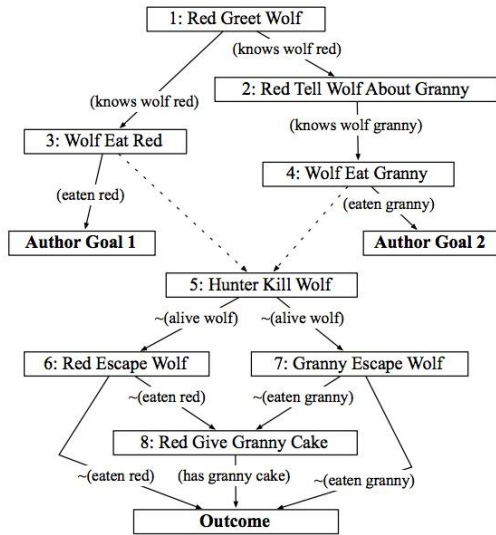 1: Red Greet Wolf
(knows wolf red)
(knows wolf red)
2: Red Tell Wolf About Granny
3: Wolf Eat Red
(knows wolf granny)
4: Wolf Eat Granny
(eaten red)
(eaten granny)
Author Goal 1
Author Goal 2
5: Hunter Kill Wolf
~(alive wolf)
~(alive wolf)
6: Red Escape Wolf
7: Granny Escape Wolf
~(eaten red)
~(eaten granny)
8: Red Give Granny Cake
~(eaten red)
(has granny cake)
~(eaten granny)
Outcome